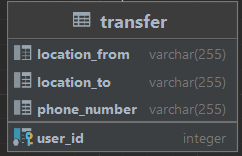 transfer
location_from varchar(255)
location_to varchar(255)
phone_number varchar(255)
user_id integer